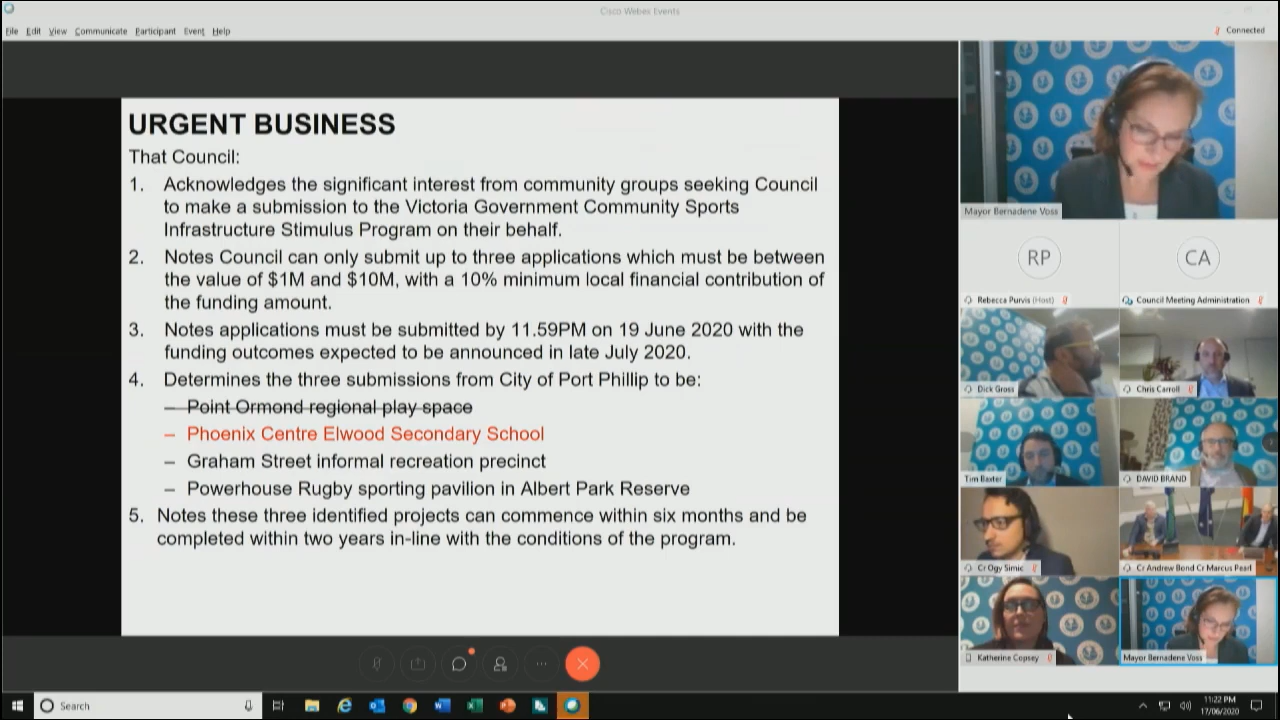 Cisco Webex Events
File Edit View Communicate Participant Event Help
Connected
URGENT BUSINESS
That Council:
1. Acknowledges the significant interest from community groups seeking Council
to make a submission to the Victoria Government Community Sports
Infrastructure Stimulus Program on their behalf.
2. Notes Council can only submit up to three applications which must be between
the value of $1M and $10M, with a 10% minimum local financial contribution of
the funding amount.
3. Notes applications must be submitted by 11.59PM on 19 June 2020 with the
funding outcomes expected to be announced in late July 2020.
4. Determines the three submissions from City of Port Phillip to be:
– Point Ormond regional play space
– Phoenix Centre Elwood Secondary School
– Graham Street informal recreation precinct
– Powerhouse Rugby sporting pavilion in Albert Park Reserve
5. Notes these three identified projects can commence within six months and be
completed within two years in-line with the conditions of the program.
Mayor Bernadene Voss
RP
CA
Rebecca Purvis (Host)
Council Meeting Administration
Dick Gross
Chris Carroll
Tim Baxter
DAVID BRAND
Cr Ogy Simic
Cr Andrew Bond Cr Marcus Pearl
Katherine Copsey
Mayor Bernadene Voss
Search
11:22 PM
17/06/2020